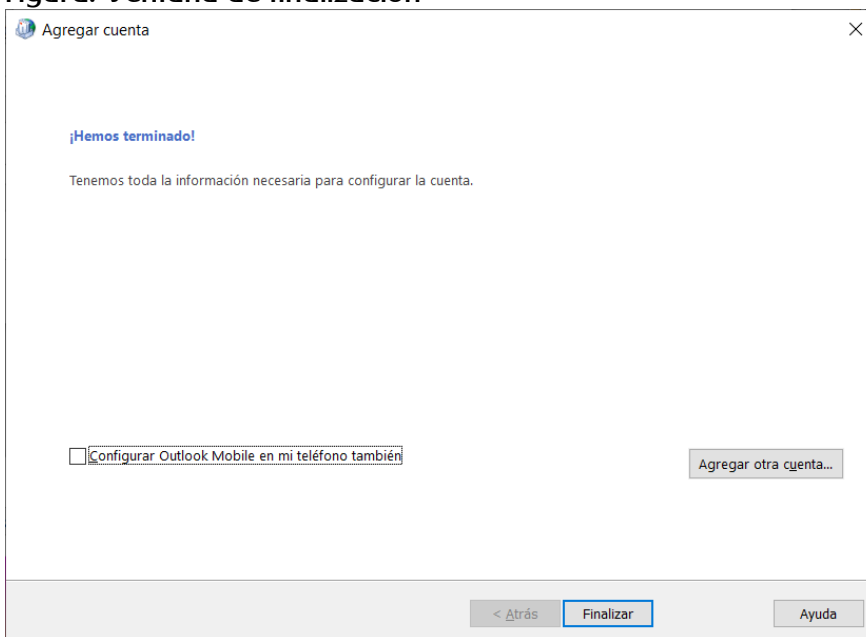 Agregar cuenta
¡Hemos terminado!
Tenemos toda la información necesaria para configurar la cuenta.
Configurar Outlook Mobile en mi teléfono también
Agregar otra cuenta...
< Atrás Finalizar Ayuda